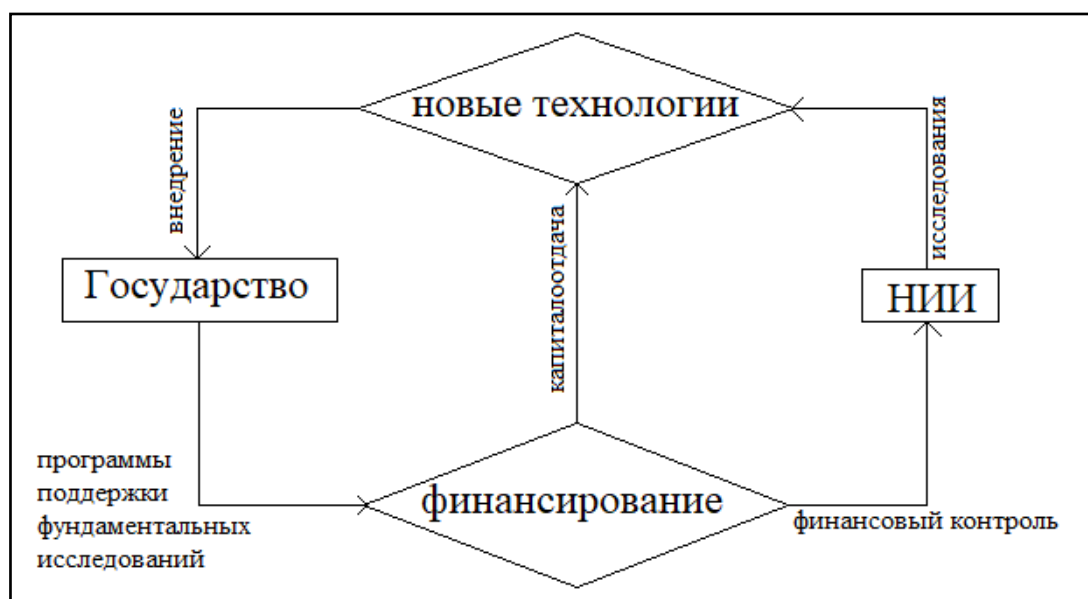 новые технологии
внедрение
исследования
Государство
капиталоотдача
НИИ
программы
поддержки
фундаментальных
исследований
финансирование
финансовый контроль